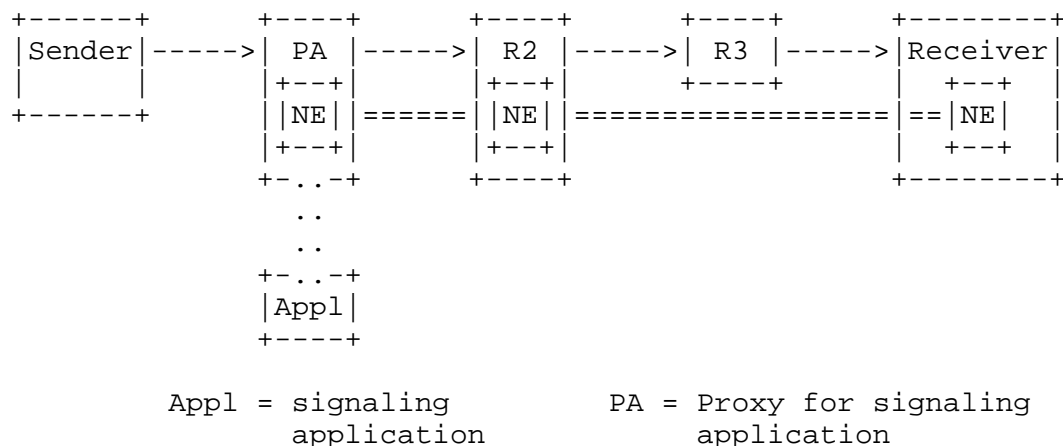 +------+      +----+      +----+      +----+      +--------+
|Sender|----->| PA |----->| R2 |----->| R3 |----->|Receiver|
|      |      |+--+|      |+--+|      +----+      |  +--+  |
+------+      ||NE||======||NE||==================|==|NE|  |
              |+--+|      |+--+|                  |  +--+  |
              +-..-+      +----+                  +--------+
                ..
                ..
              +-..-+
              |Appl|
              +----+
Appl = signaling         PA = Proxy for signaling
       application            application